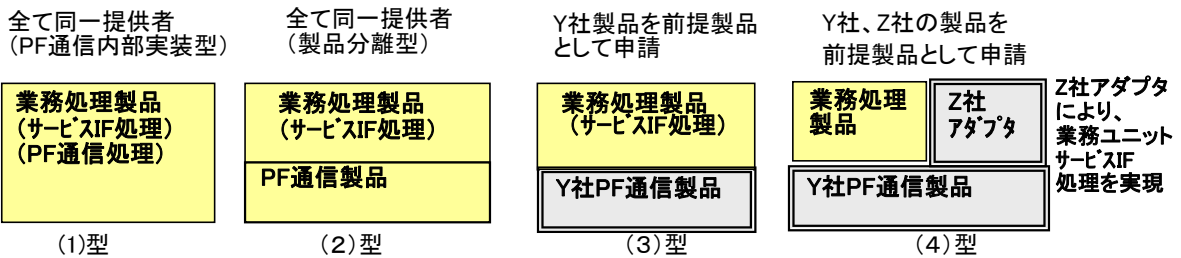 全て同一提供者
（PF通信内部実装型）
業務処理製品
（サービスIF処理）
（PF通信処理）
(1)型
全て同一提供者
（製品分離型）
業務処理製品
（サービスIF処理）
PF通信製品
（２）型
Y社製品を前提製品
として申請
業務処理製品
（サービスIF処理）
Y社PF通信製品
（３）型
Y社、Z社の製品を
前提製品として申請
業務処理
製品
Z社
アダプタ
Y社PF通信製品
Z社アダプタ
により、
業務ユニット
サービスIF
処理を実現
（４）型